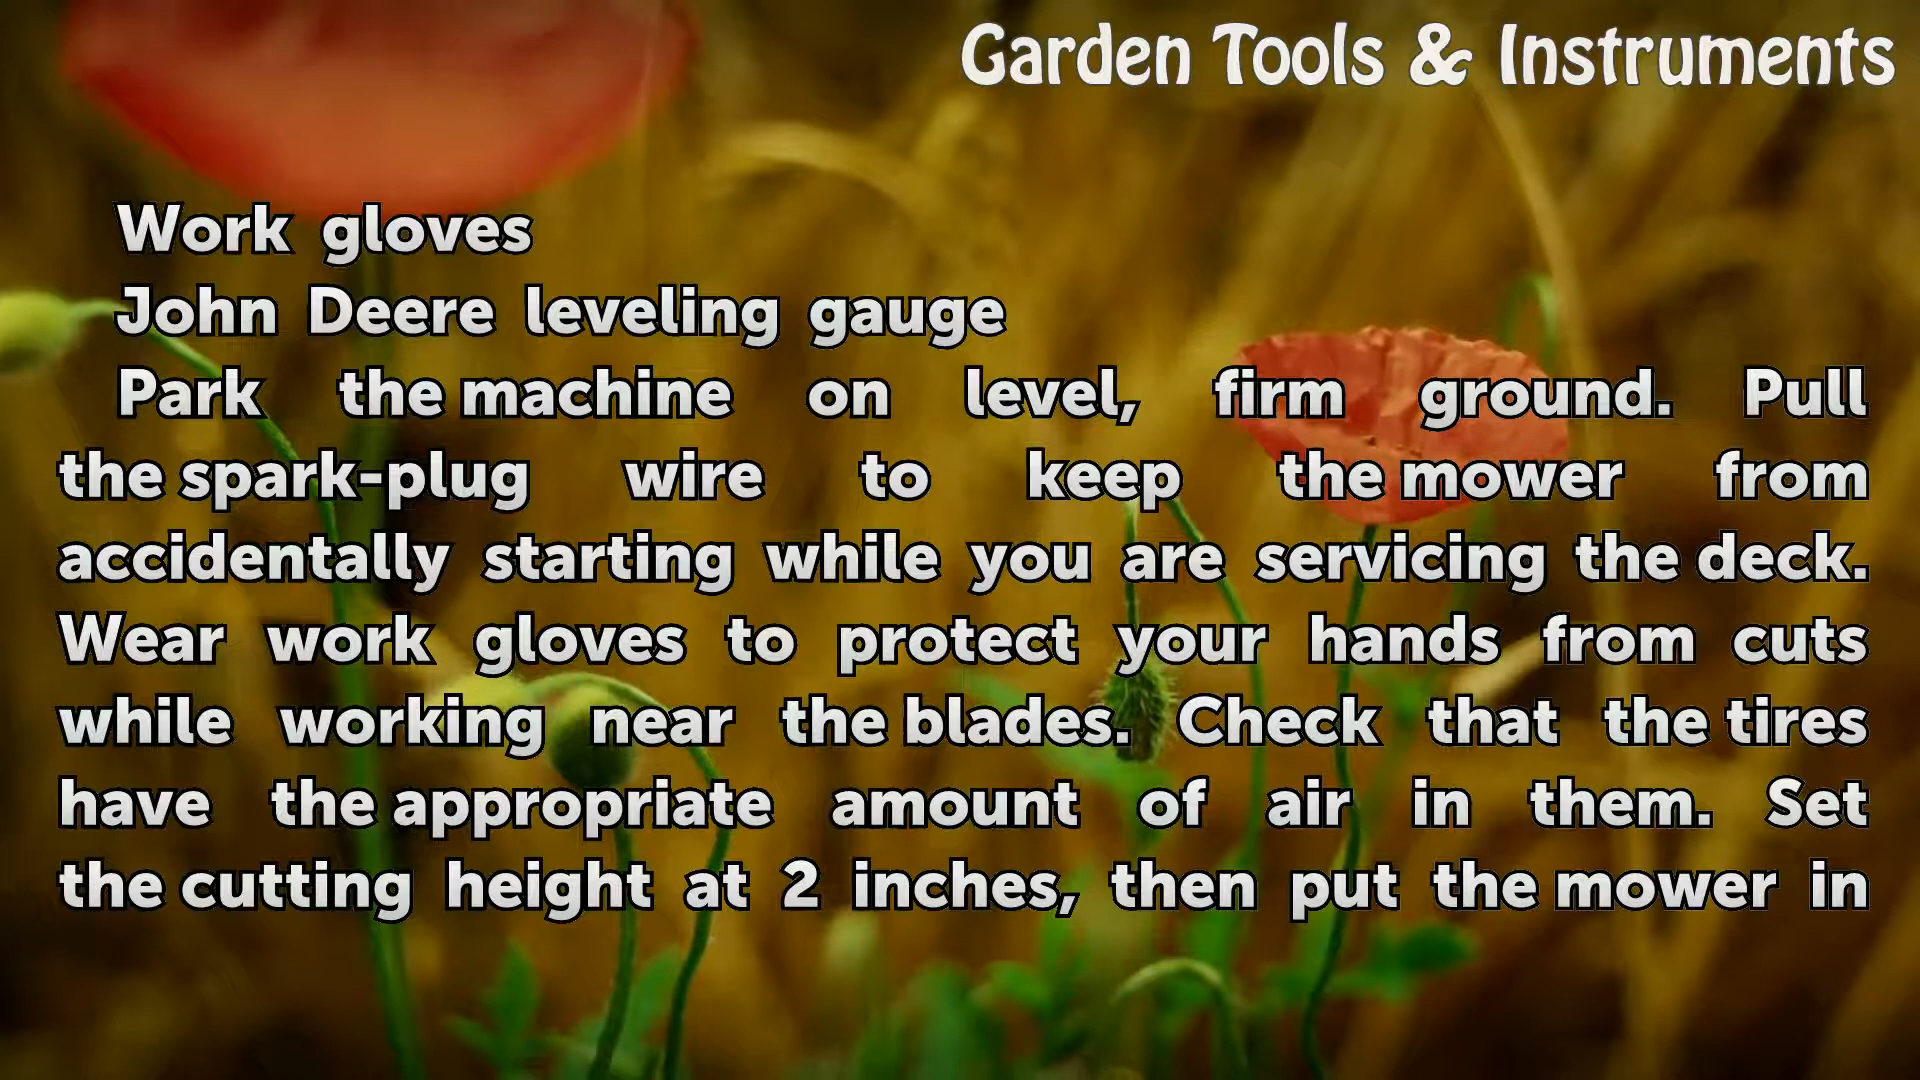 Garden Tools & Instruments
Work gloves
John Deere leveling gauge
Park the machine on level, firm ground. Pull
the spark-plug wire to keep the mower from
accidentally starting while you are servicing the deck.
Wear work gloves to protect your hands from cuts
while working near the blades. Check that the tires
have the appropriate amount of air in them. Set
the cutting height at 2 inches, then put the mower in